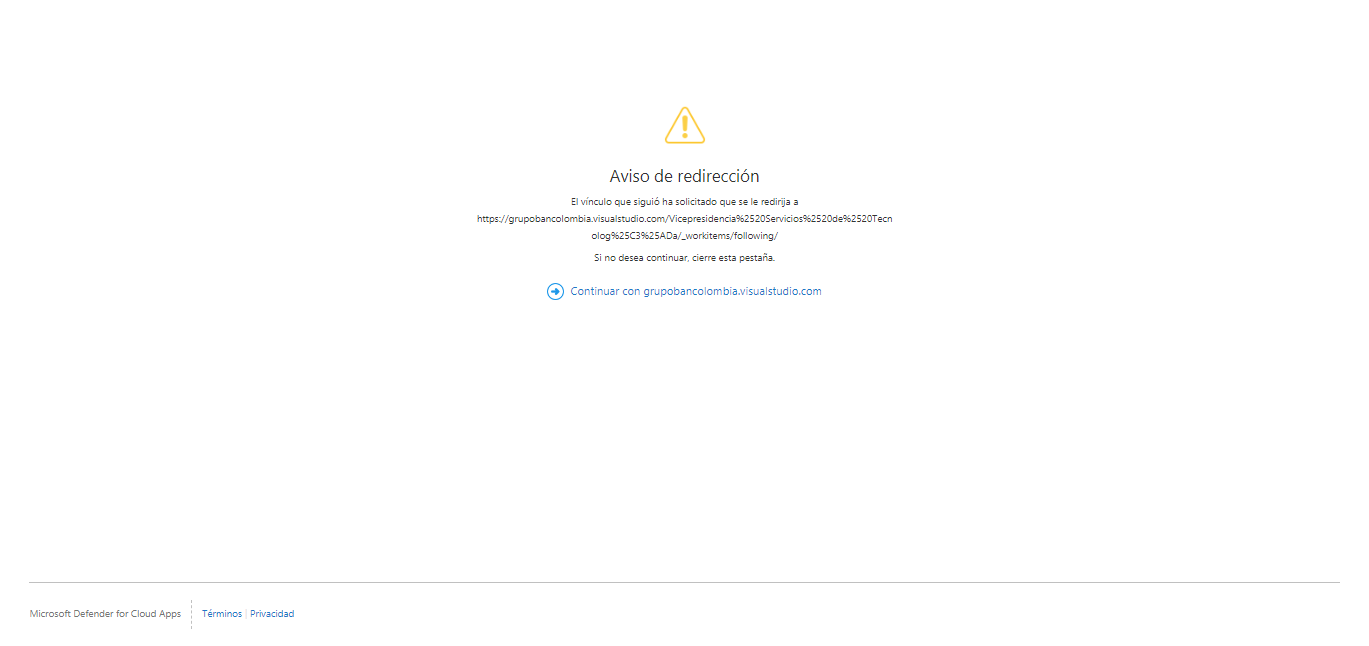 Aviso de redirección
El vínculo que siguió ha solicitado que se le redirija a
https://grupobancolombia.visualstudio.com/Vicepresidencia%2520Servicios%2520de%2520Tecn
olog%25C3%25ADa/_workitems/following/
Si no desea continuar, cierre esta pestaña.
Continuar con grupobancolombia.visualstudio.com
Microsoft Defender for Cloud Apps Términos | Privacidad